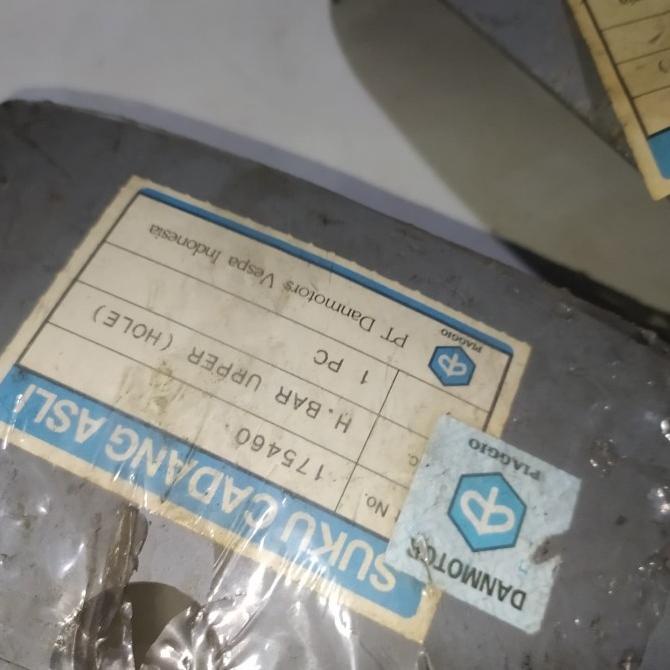 SUKU CADANG ASLI
No.
175460
H.BAR UPPER (HOLE)
1 PC
PIAGGIO
PT Danmotors Vespa Indonesia
DANMOTORS
PIAGGIO